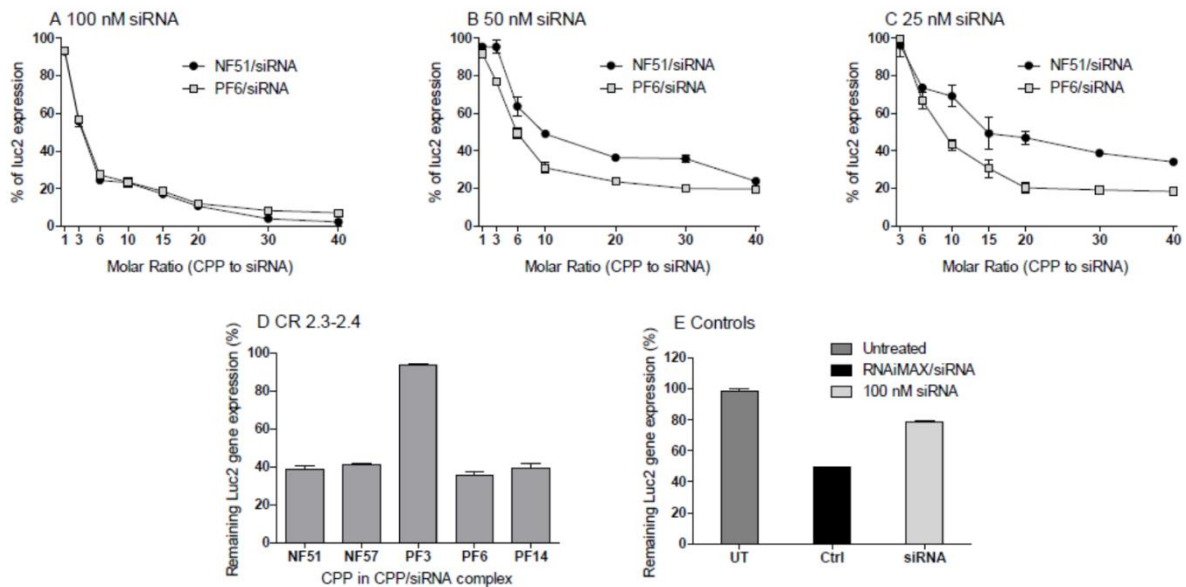 A 100 nM siRNA
100
80
60
40
20
0
% of luc2 expression
NF51/siRNA
PF6/siRNA
1 3 6 10 15 20 30 40
Molar Ratio (CPP to siRNA)
B 50 nM siRNA
100
80
60
40
20
0
% of luc2 expression
NF51/siRNA
PF6/siRNA
1 3 6 10 20 30 40
Molar Ratio (CPP to siRNA)
C 25 nM siRNA
100
80
60
40
20
0
% of luc2 expression
NF51/siRNA
PF6/siRNA
3 6 10 15 20 30 40
Molar Ratio (CPP to siRNA)
D CR 2.3-2.4
100
80
60
40
20
0
Remaining Luc2 gene expression (%)
NF51 NF57 PF3 PF6 PF14
CPP in CPP/siRNA complex
E Controls
Untreated
RNAiMAX/siRNA
100 nM siRNA
120
100
80
60
40
20
0
Remaining Luc2 gene expression (%)
UT Ctrl siRNA